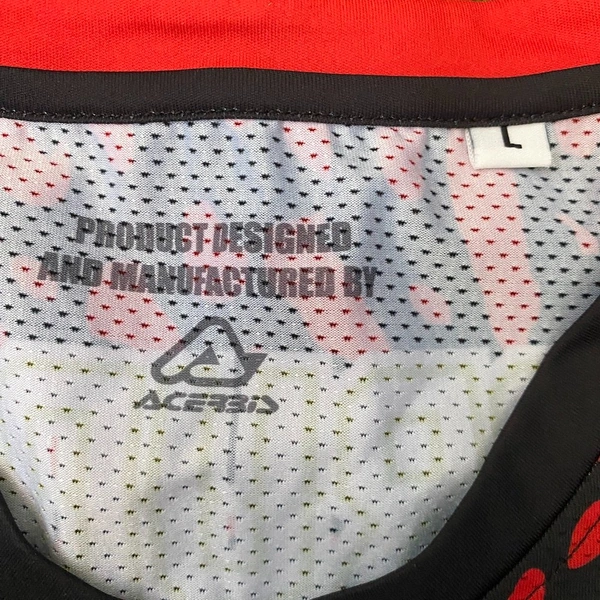 L
PRODUCT DESIGNED
AND MANUFACTURED BY
ACERBIS